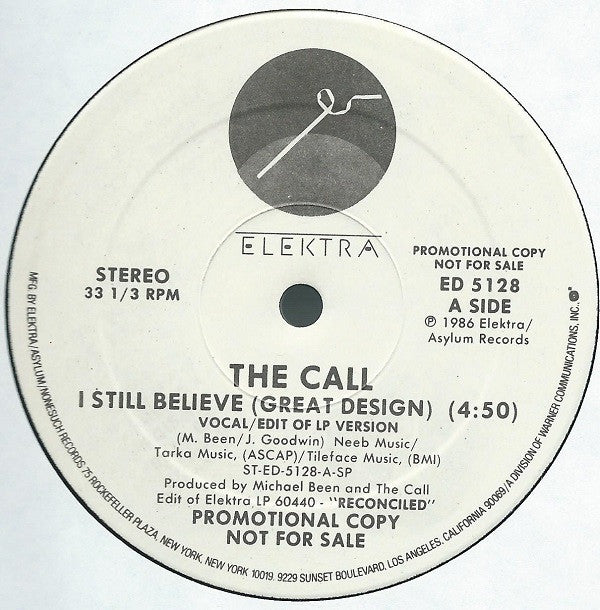 ELEKTRA
STEREO
33 1/3 RPM
PROMOTIONAL COPY
NOT FOR SALE
ED 5128
A SIDE
℗ 1986 Elektra/
Asylum Records
THE CALL
I STILL BELIEVE (GREAT DESIGN) (4:50)
VOCAL/EDIT OF LP VERSION
(M. Been/J. Goodwin) Neeb Music/
Tarka Music, (ASCAP)/Tileface Music, (BMI)
ST-ED-5128-A-SP
Produced by Michael Been and The Call
Edit of Elektra LP 60440 - "RECONCILED"
PROMOTIONAL COPY
NOT FOR SALE
MFG. BY ELEKTRA/ASYLUM/NONESUCH RECORDS 75 ROCKEFELLER PLAZA, NEW YORK, NEW YORK 10019. 9229 SUNSET BOULEVARD, LOS ANGELES, CALIFORNIA 90069/A DIVISION OF WARNER COMMUNICATIONS, INC.